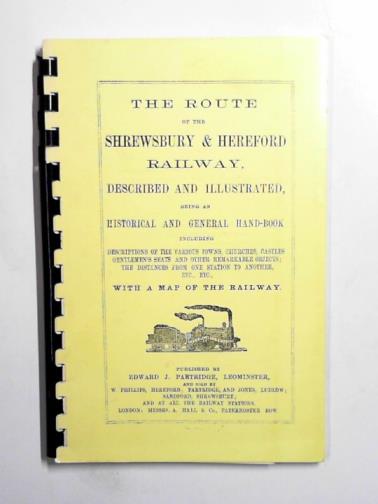 THE ROUTE
OF THE
SHREWSBURY & HEREFORD
RAILWAY,
DESCRIBED AND ILLUSTRATED,
BEING AN
HISTORICAL AND GENERAL HAND-BOOK
INCLUDING
DESCRIPTIONS OF THE VARIOUS TOWNS, CHURCHES, CASTLES
GENTLEMEN'S SEATS AND OTHER REMARKABLE OBJECTS;
THE DISTANCES FROM ONE STATION TO ANOTHER,
ETC., ETC.,
WITH A MAP OF THE RAILWAY.
PUBLISHED BY
EDWARD J. PARTRIDGE, LEOMINSTER,
AND SOLD BY
W. PHILLIPS, HEREFORD; PARTRIDGE, AND JONES, LUDLOW;
SANDFORD, SHREWSBURY;
AND AT ALL THE RAILWAY STATIONS.
LONDON: MESSRS. A. HALL & Co., PATERNOSTER ROW.